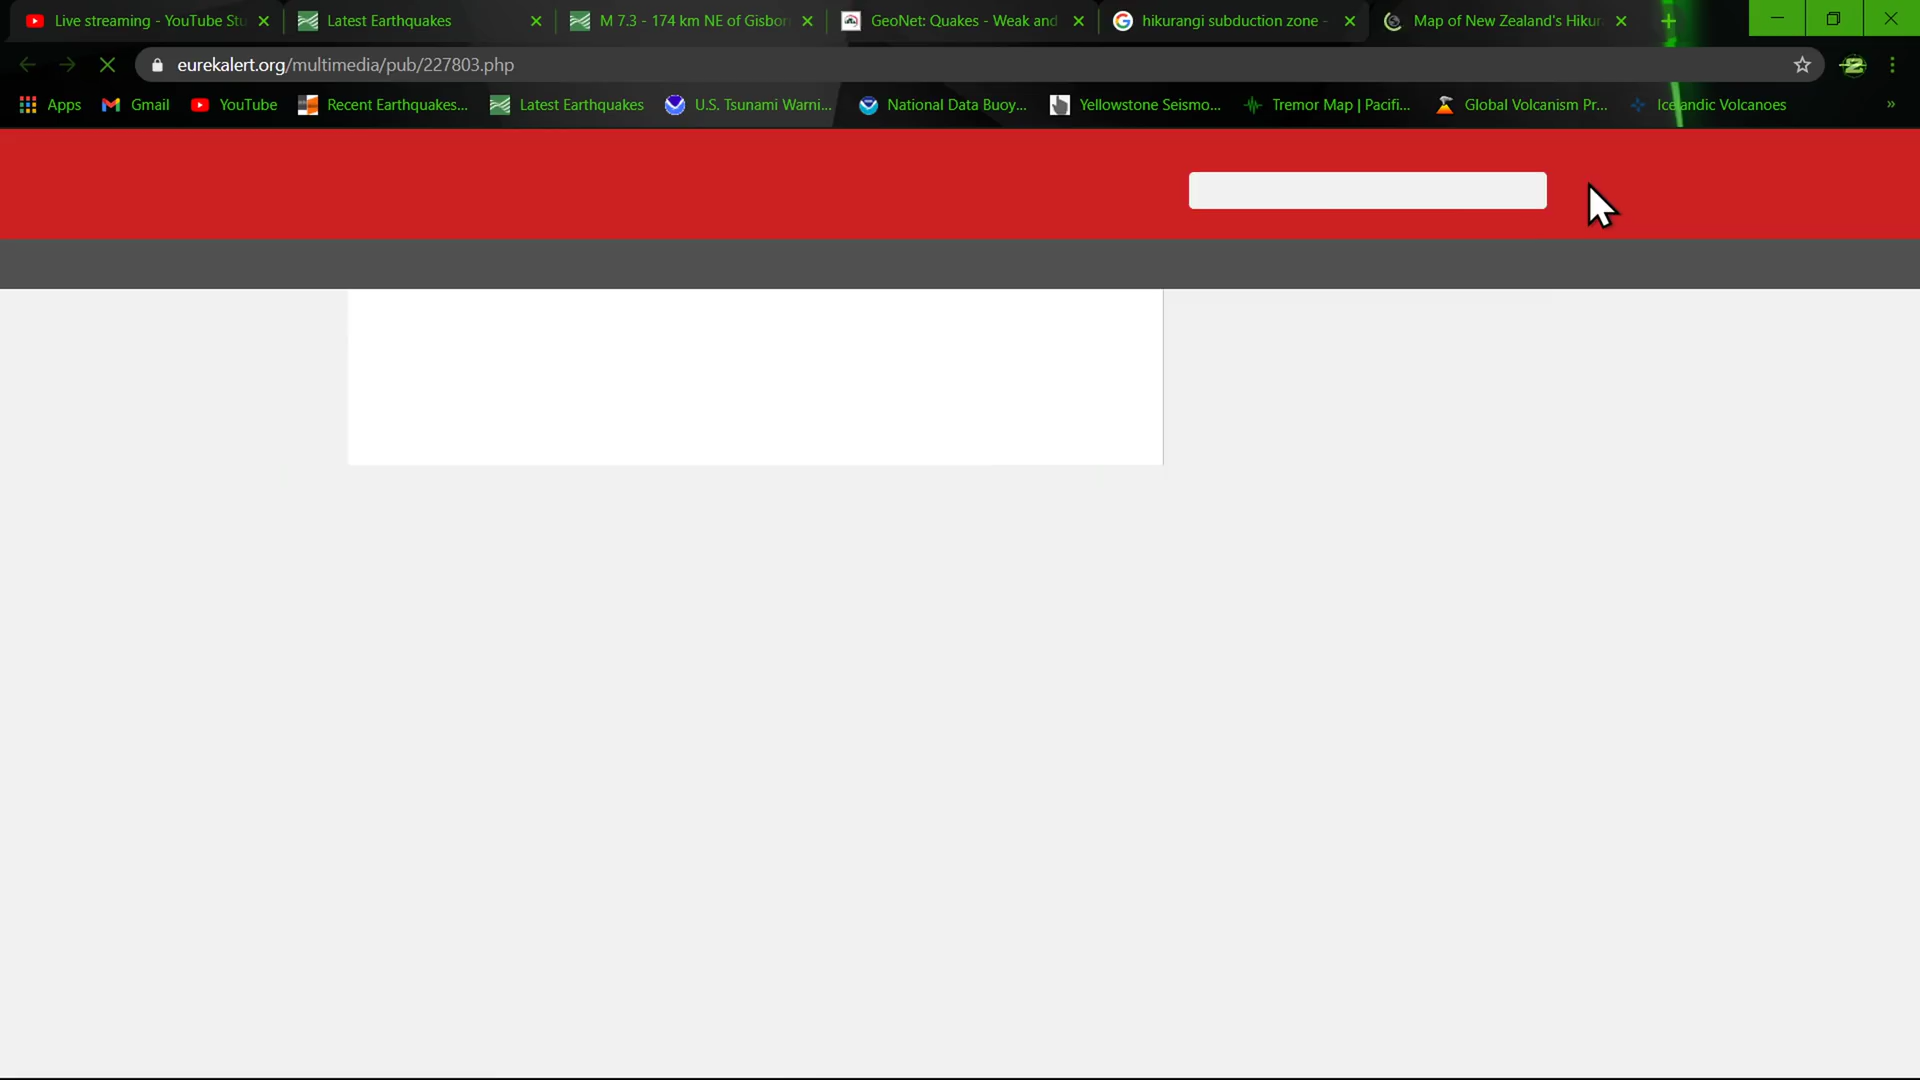 Live streaming - YouTube Stu
Latest Earthquakes
M 7.3 - 174 km NE of Gisborn
GeoNet: Quakes - Weak and
hikurangi subduction zone -
Map of New Zealand's Hikur
eurekalert.org/multimedia/pub/227803.php
Apps
Gmail
YouTube
Recent Earthquakes...
Latest Earthquakes
U.S. Tsunami Warni...
National Data Buoy...
Yellowstone Seismo...
Tremor Map | Pacifi...
Global Volcanism Pr...
Icelandic Volcanoes